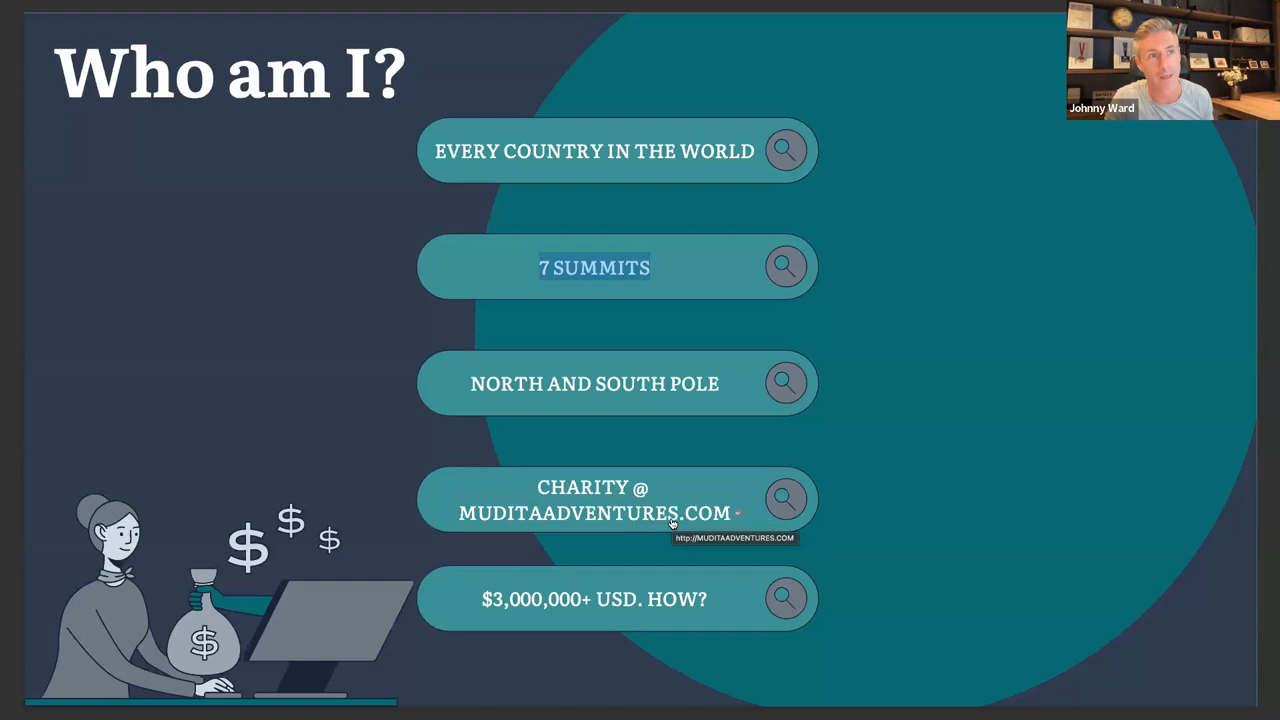 Who am I?
Johnny Ward
EVERY COUNTRY IN THE WORLD
7 SUMMITS
NORTH AND SOUTH POLE
CHARITY @
MUDITAADVENTURES.COM
http://MUDITAADVENTURES.COM
$3,000,000+ USD. HOW?
$
$
$
$